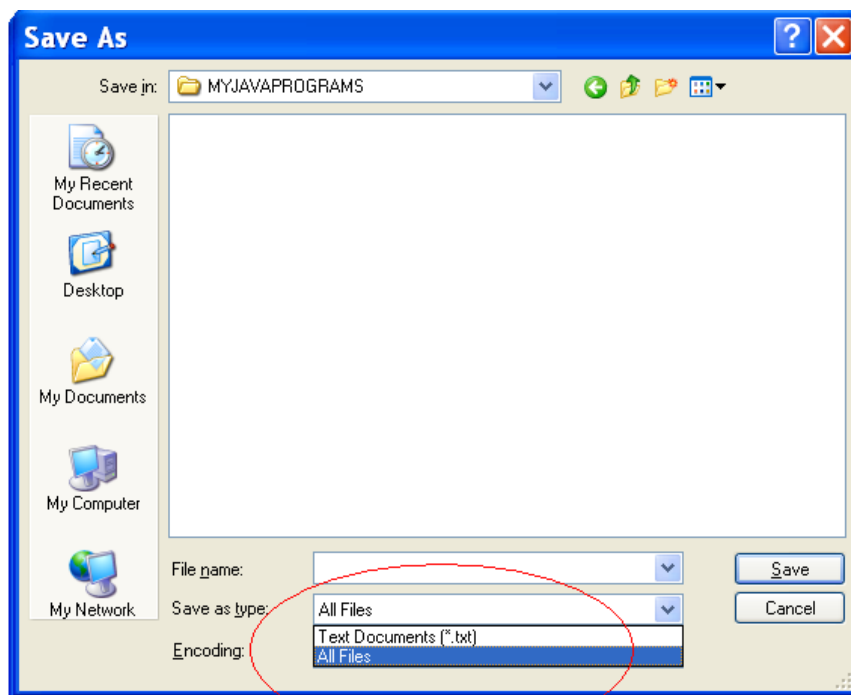 Save As
Save in: MYJAVAPROGRAMS
My Recent
Documents
Desktop
My Documents
My Computer
My Network
File name:
Save
Save as type: All Files
Cancel
Text Documents (*.txt)
Encoding: All Files